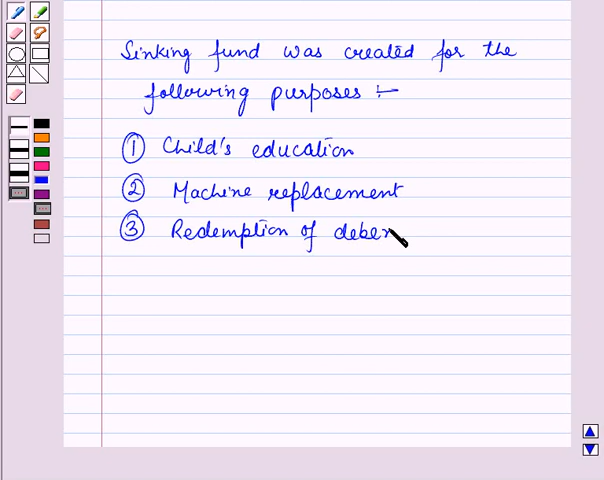 Sinking fund was created for the
following purposes :-
① Child's education
② Machine replacement
③ Redemption of deben